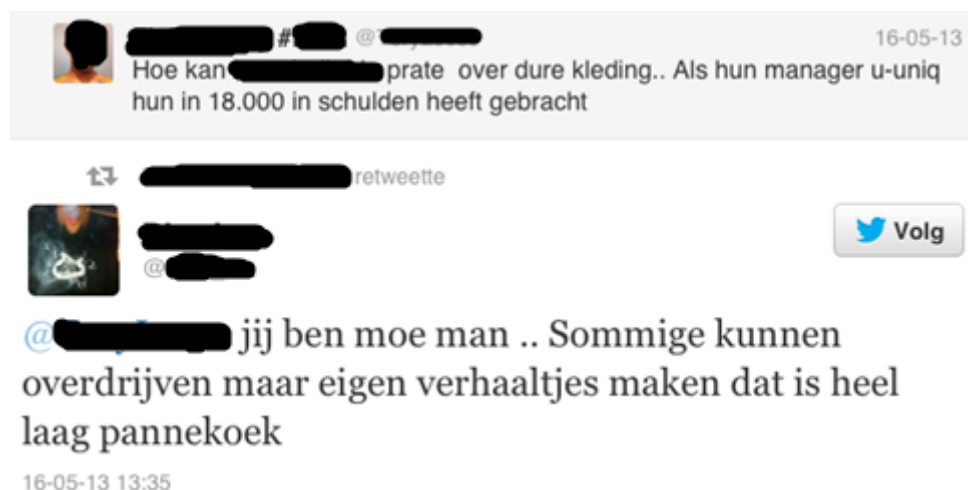 # @ 16-05-13
Hoe kan prate over dure kleding.. Als hun manager u-uniq
hun in 18.000 in schulden heeft gebracht
retweette
Volg
@
@ jij ben moe man .. Sommige kunnen
overdrijven maar eigen verhaaltjes maken dat is heel
laag pannekoek
16-05-13 13:35